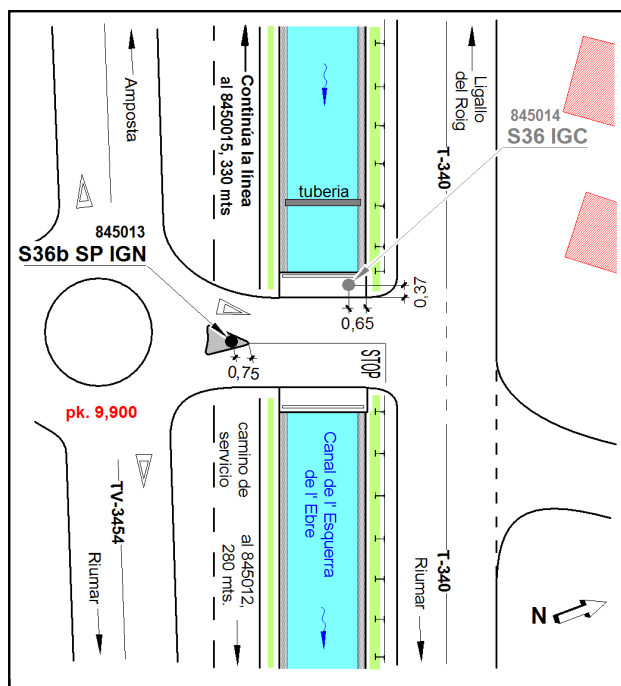 Amposta
Continúa la línea
al 8450015, 330 mts
tuberia
T-340
Ligallo
del Roig
845014
S36 IGC
845013
S36b SP IGN
0,37
0,65
0,75
STOP
pk. 9,900
TV-3454
Riumar
camino de
servicio
al 845012,
280 mts.
Canal de l' Esquerra
de l' Ebre
Riumar
T-340
N